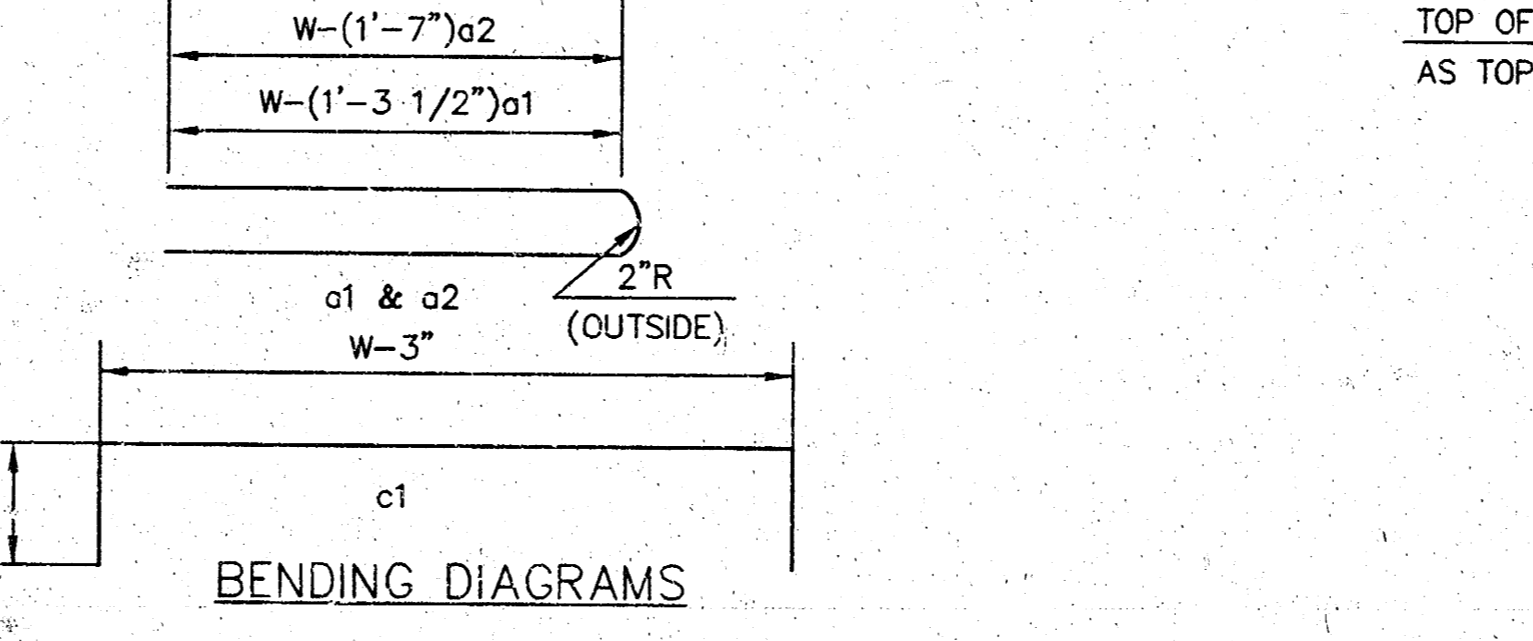 W-(1'-7")a2
W-(1'-3 1/2")a1
2"R
(OUTSIDE)
a1 & a2
W-3"
c1
BENDING DIAGRAMS
TOP OF
AS TOP